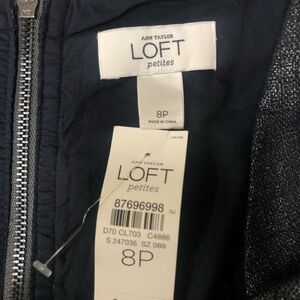 ANN TAYLOR
LOFT
petites
8P
MADE IN CHINA
ANN TAYLOR
LOFT
petites
87696998
D70 CL703 C4886
S 247036 SZ 089
8P